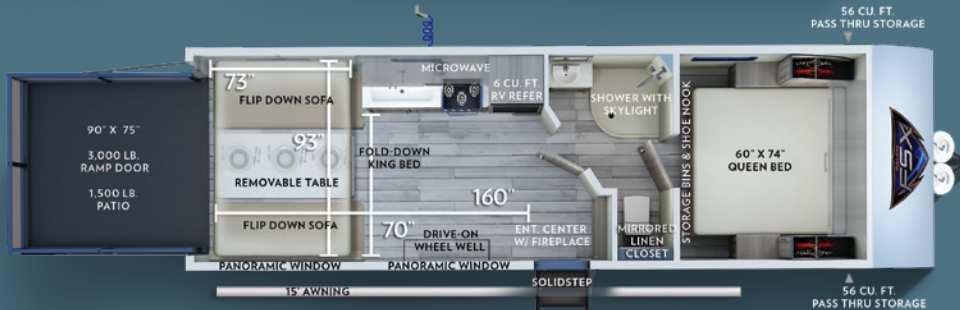 56 CU. FT.
PASS THRU STORAGE
90" X 75"
3,000 LB.
RAMP DOOR
1,500 LB.
PATIO
73"
FLIP DOWN SOFA
93"
REMOVABLE TABLE
FLIP DOWN SOFA
FOLD-DOWN
KING BED
160"
70"
MICROWAVE
6 CU. FT.
RV REFER
SHOWER WITH
SKYLIGHT
DRIVE-ON
WHEEL WELL
ENT. CENTER
W/ FIREPLACE
MIRRORED
LINEN
CLOSET
STORAGE BINS & SHOE NOOK
60" X 74"
QUEEN BED
FSX
PANORAMIC WINDOW
PANORAMIC WINDOW
SOLIDSTEP
15' AWNING
56 CU. FT.
PASS THRU STORAGE